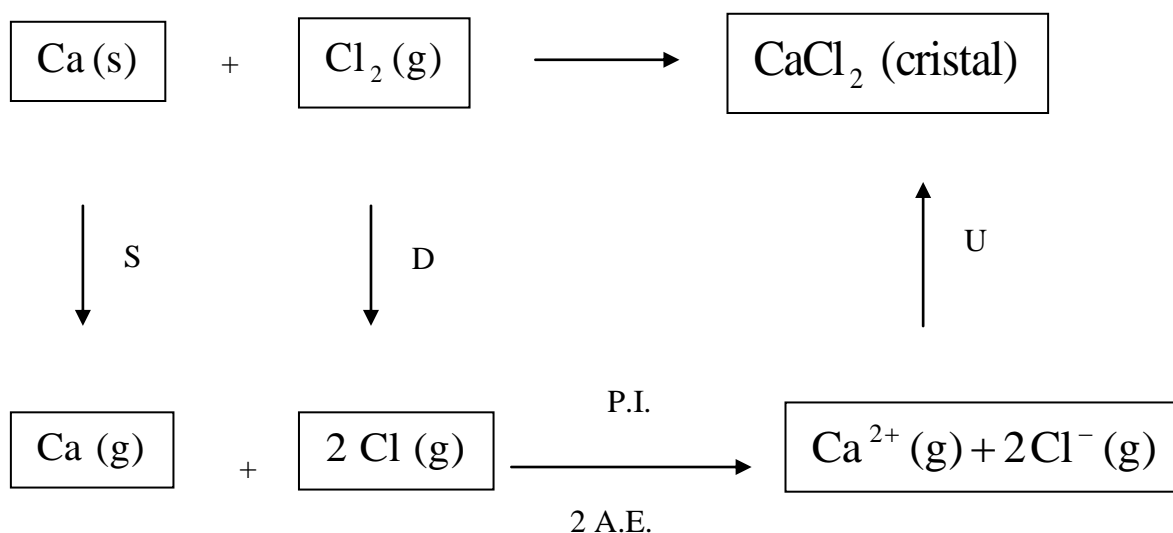 Ca (s) + Cl₂ (g) CaCl₂ (cristal)
S D U
P.I.
Ca (g) + 2 Cl (g) Ca²⁺ (g) + 2Cl⁻ (g)
2 A.E.